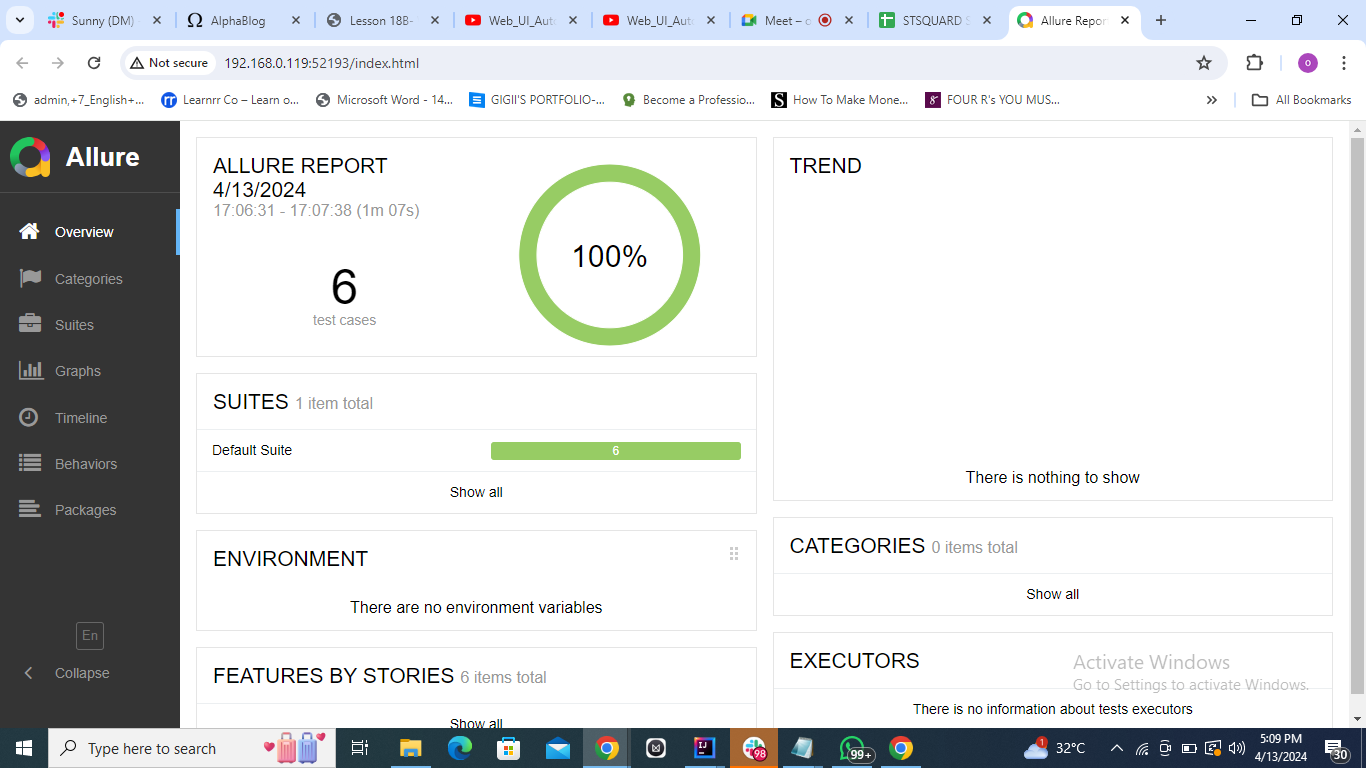 Sunny (DM)
AlphaBlog
Lesson 18B-
Web_UI_Aut
Web_UI_Aut
Meet – o
STSQUARD S
Allure Repor
Not secure
192.168.0.119:52193/index.html
o
admin,+7_English+...
Learnrr Co – Learn o...
Microsoft Word - 14...
GIGII'S PORTFOLIO-...
Become a Professio...
How To Make Mone...
FOUR R's YOU MUS...
All Bookmarks
Allure
Overview
Categories
Suites
Graphs
Timeline
Behaviors
Packages
En
Collapse
ALLURE REPORT
4/13/2024
17:06:31 - 17:07:38 (1m 07s)
6
test cases
100%
SUITES 1 item total
Default Suite
6
Show all
ENVIRONMENT
There are no environment variables
FEATURES BY STORIES 6 items total
Show all
TREND
There is nothing to show
CATEGORIES 0 items total
Show all
EXECUTORS
There is no information about tests executors
Activate Windows
Go to Settings to activate Windows.
Type here to search
98
99+
1
32°C
5:09 PM
4/13/2024
30